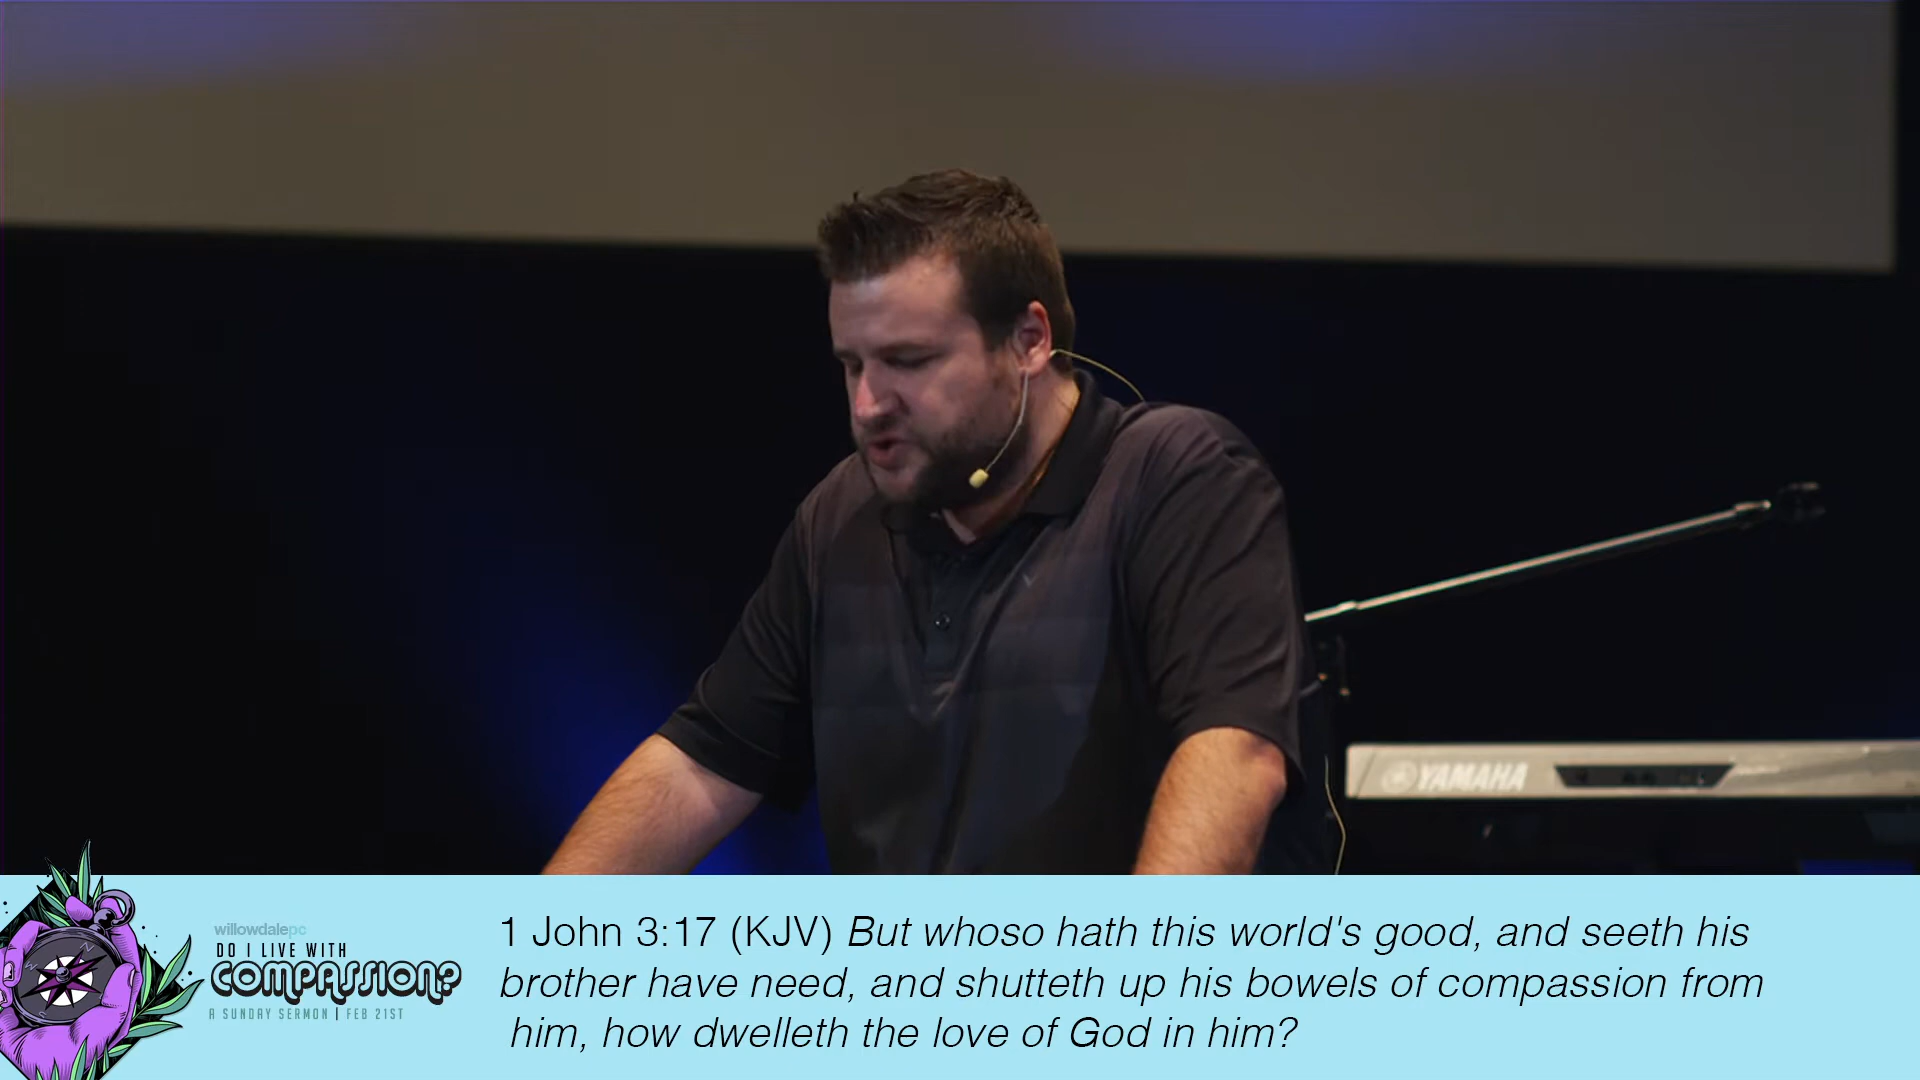 YAMAHA
willowdalepc
DO I LIVE WITH
COMPASSION?
A SUNDAY SERMON | FEB 21ST
1 John 3:17 (KJV) But whoso hath this world's good, and seeth his
brother have need, and shutteth up his bowels of compassion from
him, how dwelleth the love of God in him?